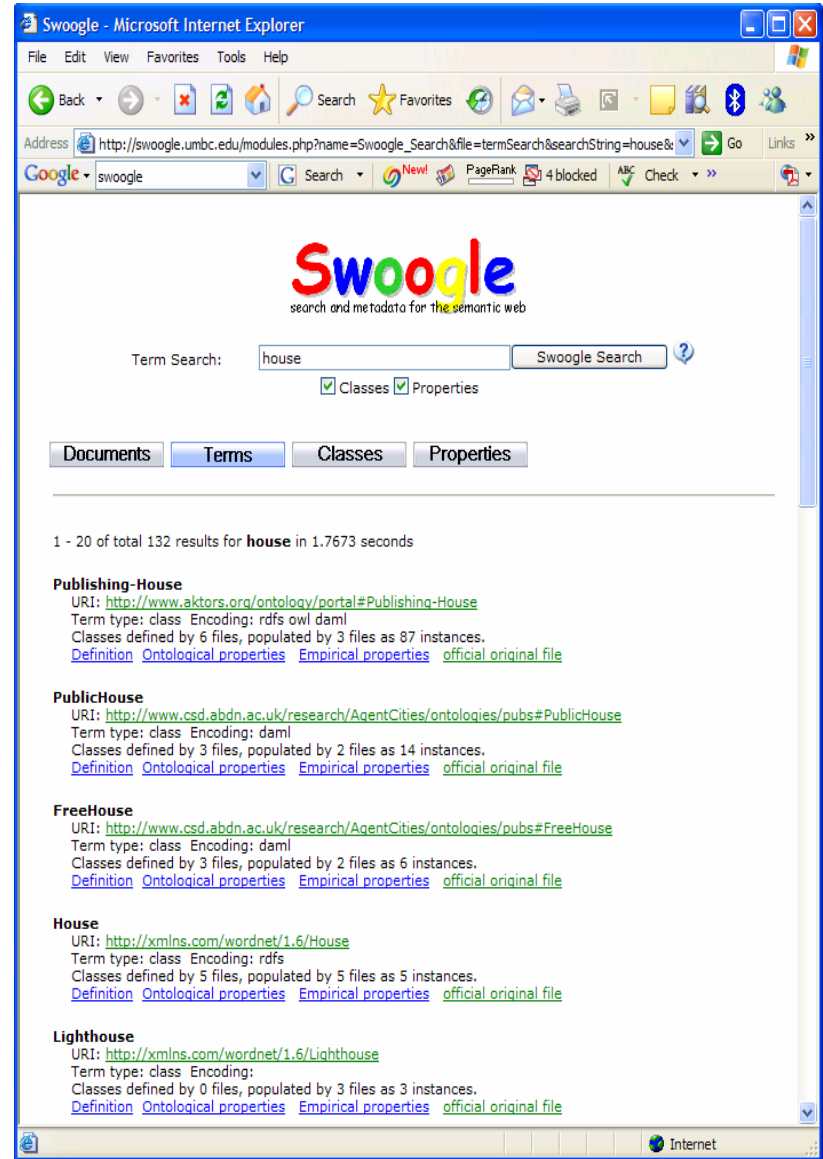 Swoogle - Microsoft Internet Explorer
File Edit View Favorites Tools Help
Back Search Favorites
Address http://swoogle.umbc.edu/modules.php?name=Swoogle_Search&file=termSearch&searchString=house& Go Links »
Google swoogle Search New! PageRank 4 blocked ABC Check »
Swoogle
search and metadata for the semantic web
Term Search: house Swoogle Search ?
Classes Properties
Documents Terms Classes Properties
1 - 20 of total 132 results for house in 1.7673 seconds
Publishing-House
URI: http://www.aktors.org/ontology/portal#Publishing-House
Term type: class Encoding: rdfs owl daml
Classes defined by 6 files, populated by 3 files as 87 instances.
Definition Ontological properties Empirical properties official original file
PublicHouse
URI: http://www.csd.abdn.ac.uk/research/AgentCities/ontologies/pubs#PublicHouse
Term type: class Encoding: daml
Classes defined by 3 files, populated by 2 files as 14 instances.
Definition Ontological properties Empirical properties official original file
FreeHouse
URI: http://www.csd.abdn.ac.uk/research/AgentCities/ontologies/pubs#FreeHouse
Term type: class Encoding: daml
Classes defined by 3 files, populated by 2 files as 6 instances.
Definition Ontological properties Empirical properties official original file
House
URI: http://xmlns.com/wordnet/1.6/House
Term type: class Encoding: rdfs
Classes defined by 5 files, populated by 5 files as 5 instances.
Definition Ontological properties Empirical properties official original file
Lighthouse
URI: http://xmlns.com/wordnet/1.6/Lighthouse
Term type: class Encoding:
Classes defined by 0 files, populated by 3 files as 3 instances.
Definition Ontological properties Empirical properties official original file
Internet